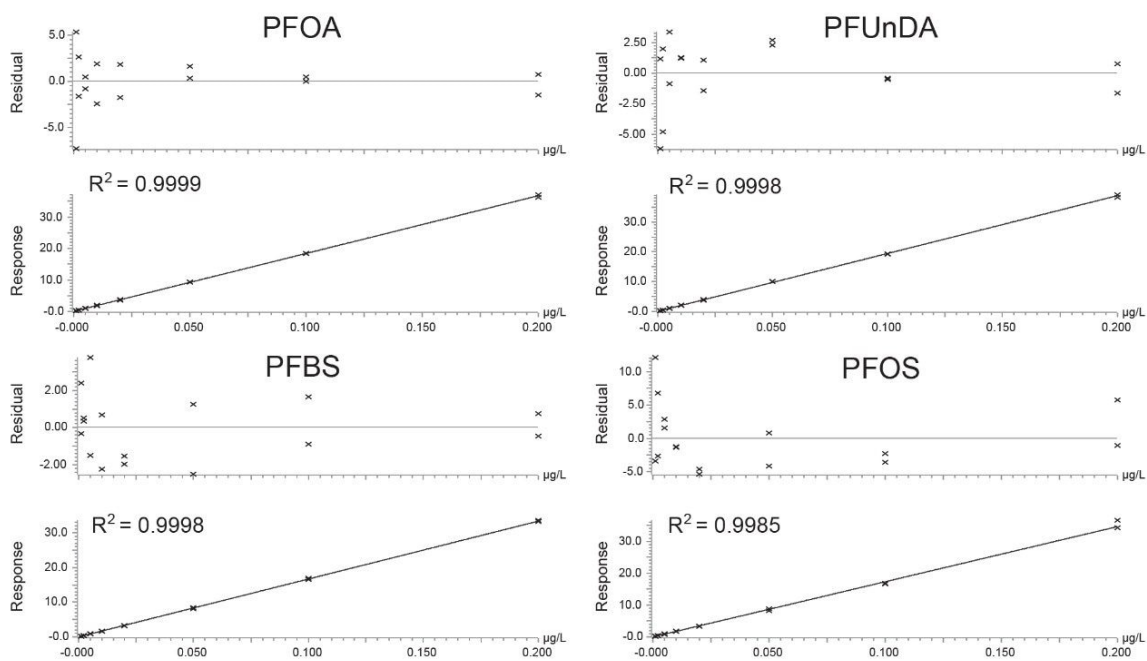 PFOA
Residual
5.0
0.0
-5.0
µg/L
R² = 0.9999
Response
30.0
20.0
10.0
-0.0
-0.000
0.050
0.100
0.150
0.200
µg/L
PFUnDA
Residual
2.50
0.00
-2.50
-5.00
µg/L
R² = 0.9998
Response
30.0
20.0
10.0
-0.0
-0.000
0.050
0.100
0.150
0.200
µg/L
PFBS
Residual
2.00
0.00
-2.00
µg/L
R² = 0.9998
Response
30.0
20.0
10.0
-0.0
-0.000
0.050
0.100
0.150
0.200
µg/L
PFOS
Residual
10.0
5.0
0.0
-5.0
µg/L
R² = 0.9985
Response
30.0
20.0
10.0
-0.0
-0.000
0.050
0.100
0.150
0.200
µg/L